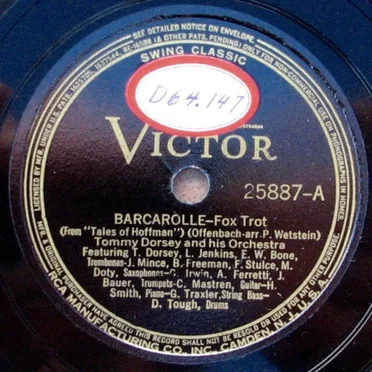 SEE DETAILED NOTICE ON ENVELOPE
SWING CLASSIC
D64.147
VICTOR
25887-A
BARCAROLLE-Fox Trot
(From "Tales of Hoffman") (Offenbach-arr. P. Wetstein)
Tommy Dorsey and his Orchestra
Featuring T. Dorsey, L. Jenkins, E. W. Bone,
Trombones-J. Mince, B. Freeman, F. Stulce, M.
Doty, Saxophones-C. Irwin, A. Ferretti, J.
Bauer, Trumpets-C. Mastren, Guitar-H.
Smith, Piano-G. Traxler, String Bass-
D. Tough, Drums
RCA MANUFACTURING CO. INC. CAMDEN, N.J. U.S.A.